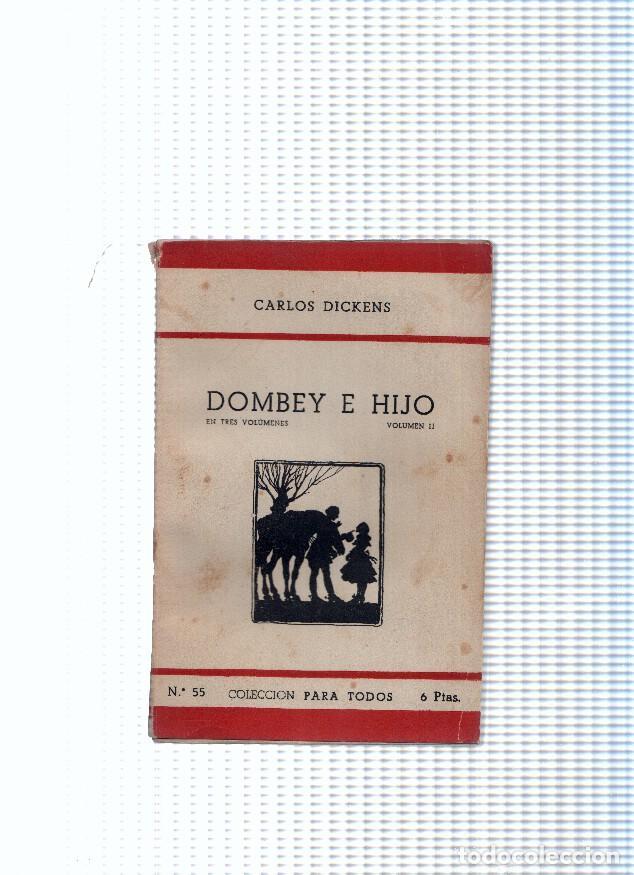 CARLOS DICKENS
DOMBEY E HIJO
EN TRES VOLÚMENES VOLUMEN II
N.° 55 COLECCION PARA TODOS 6 Ptas.
todocoleccion